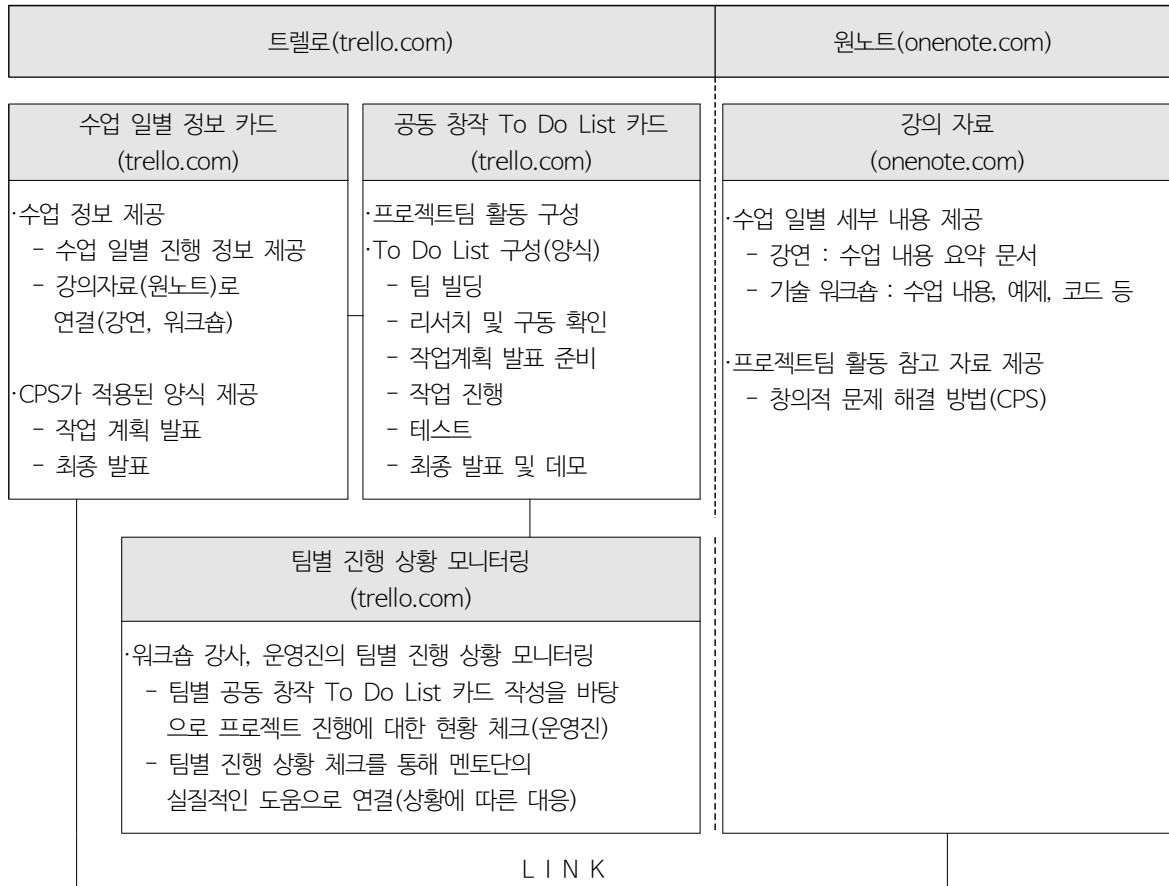 트렐로(trello.com)
원노트(onenote.com)
수업 일별 정보 카드
(trello.com)
·수업 정보 제공
- 수업 일별 진행 정보 제공
- 강의자료(원노트)로
연결(강연, 워크숍)
·CPS가 적용된 양식 제공
- 작업 계획 발표
- 최종 발표
공동 창작 To Do List 카드
(trello.com)
·프로젝트팀 활동 구성
·To Do List 구성(양식)
- 팀 빌딩
- 리서치 및 구동 확인
- 작업계획 발표 준비
- 작업 진행
- 테스트
- 최종 발표 및 데모
강의 자료
(onenote.com)
·수업 일별 세부 내용 제공
- 강연 : 수업 내용 요약 문서
- 기술 워크숍 : 수업 내용, 예제, 코드 등
·프로젝트팀 활동 참고 자료 제공
- 창의적 문제 해결 방법(CPS)
팀별 진행 상황 모니터링
(trello.com)
·워크숍 강사, 운영진의 팀별 진행 상황 모니터링
- 팀별 공동 창작 To Do List 카드 작성을 바탕
으로 프로젝트 진행에 대한 현황 체크(운영진)
- 팀별 진행 상황 체크를 통해 멘토단의
실질적인 도움으로 연결(상황에 따른 대응)
L I N K